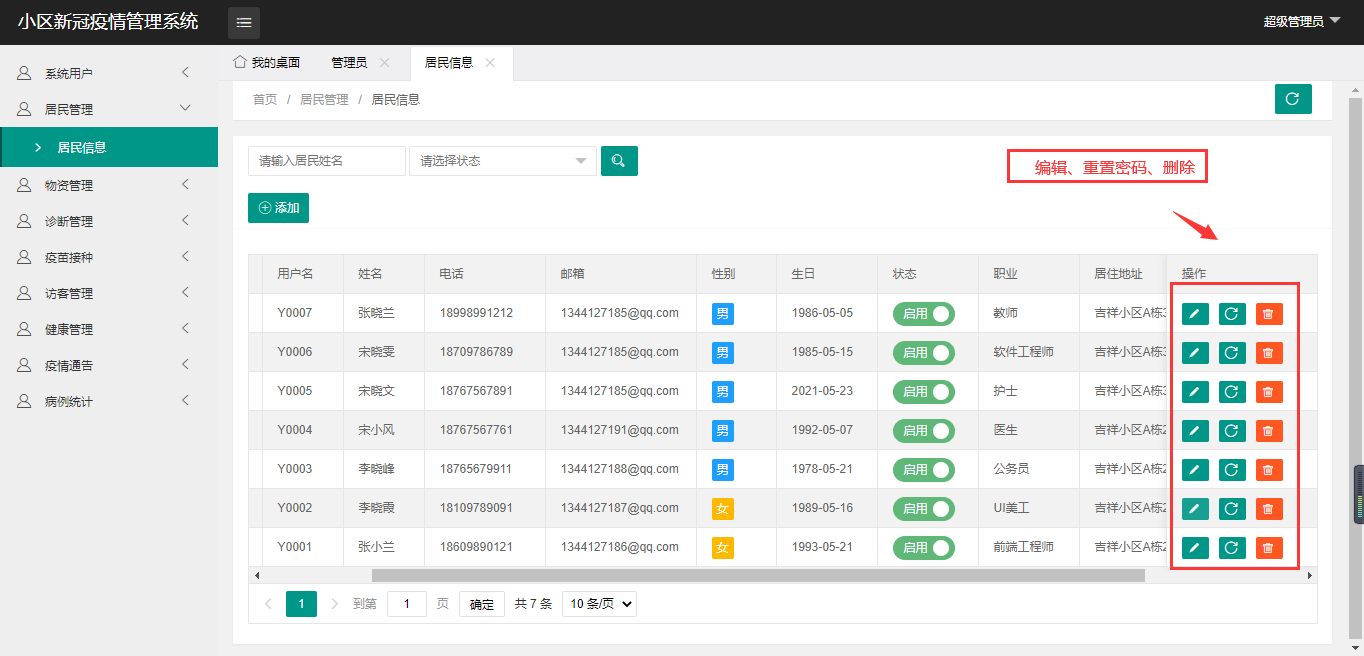 小区新冠疫情管理系统
超级管理员
系统用户
居民管理
居民信息
物资管理
诊断管理
疫苗接种
访客管理
健康管理
疫情通告
病例统计
我的桌面 管理员 居民信息
首页 / 居民管理 / 居民信息
请输入居民姓名 请选择状态
编辑、重置密码、删除
添加
用户名 姓名 电话 邮箱 性别 生日 状态 职业 居住地址 操作
Y0007 张晓兰 18998991212 1344127185@qq.com 男 1986-05-05 启用 教师 吉祥小区A栋
Y0006 宋晓雯 18709786789 1344127185@qq.com 男 1985-05-15 启用 软件工程师 吉祥小区A栋
Y0005 宋晓文 18767567891 1344127185@qq.com 男 2021-05-23 启用 护士 吉祥小区A栋
Y0004 宋小风 18767567761 1344127191@qq.com 男 1992-05-07 启用 医生 吉祥小区A栋
Y0003 李晓峰 18765679911 1344127188@qq.com 男 1978-05-21 启用 公务员 吉祥小区A栋
Y0002 李晓霞 18109789091 1344127187@qq.com 女 1989-05-16 启用 UI美工 吉祥小区A栋
Y0001 张小兰 18609890121 1344127186@qq.com 女 1993-05-21 启用 前端工程师 吉祥小区A栋
1 到第 1 页 确定 共 7 条 10 条/页